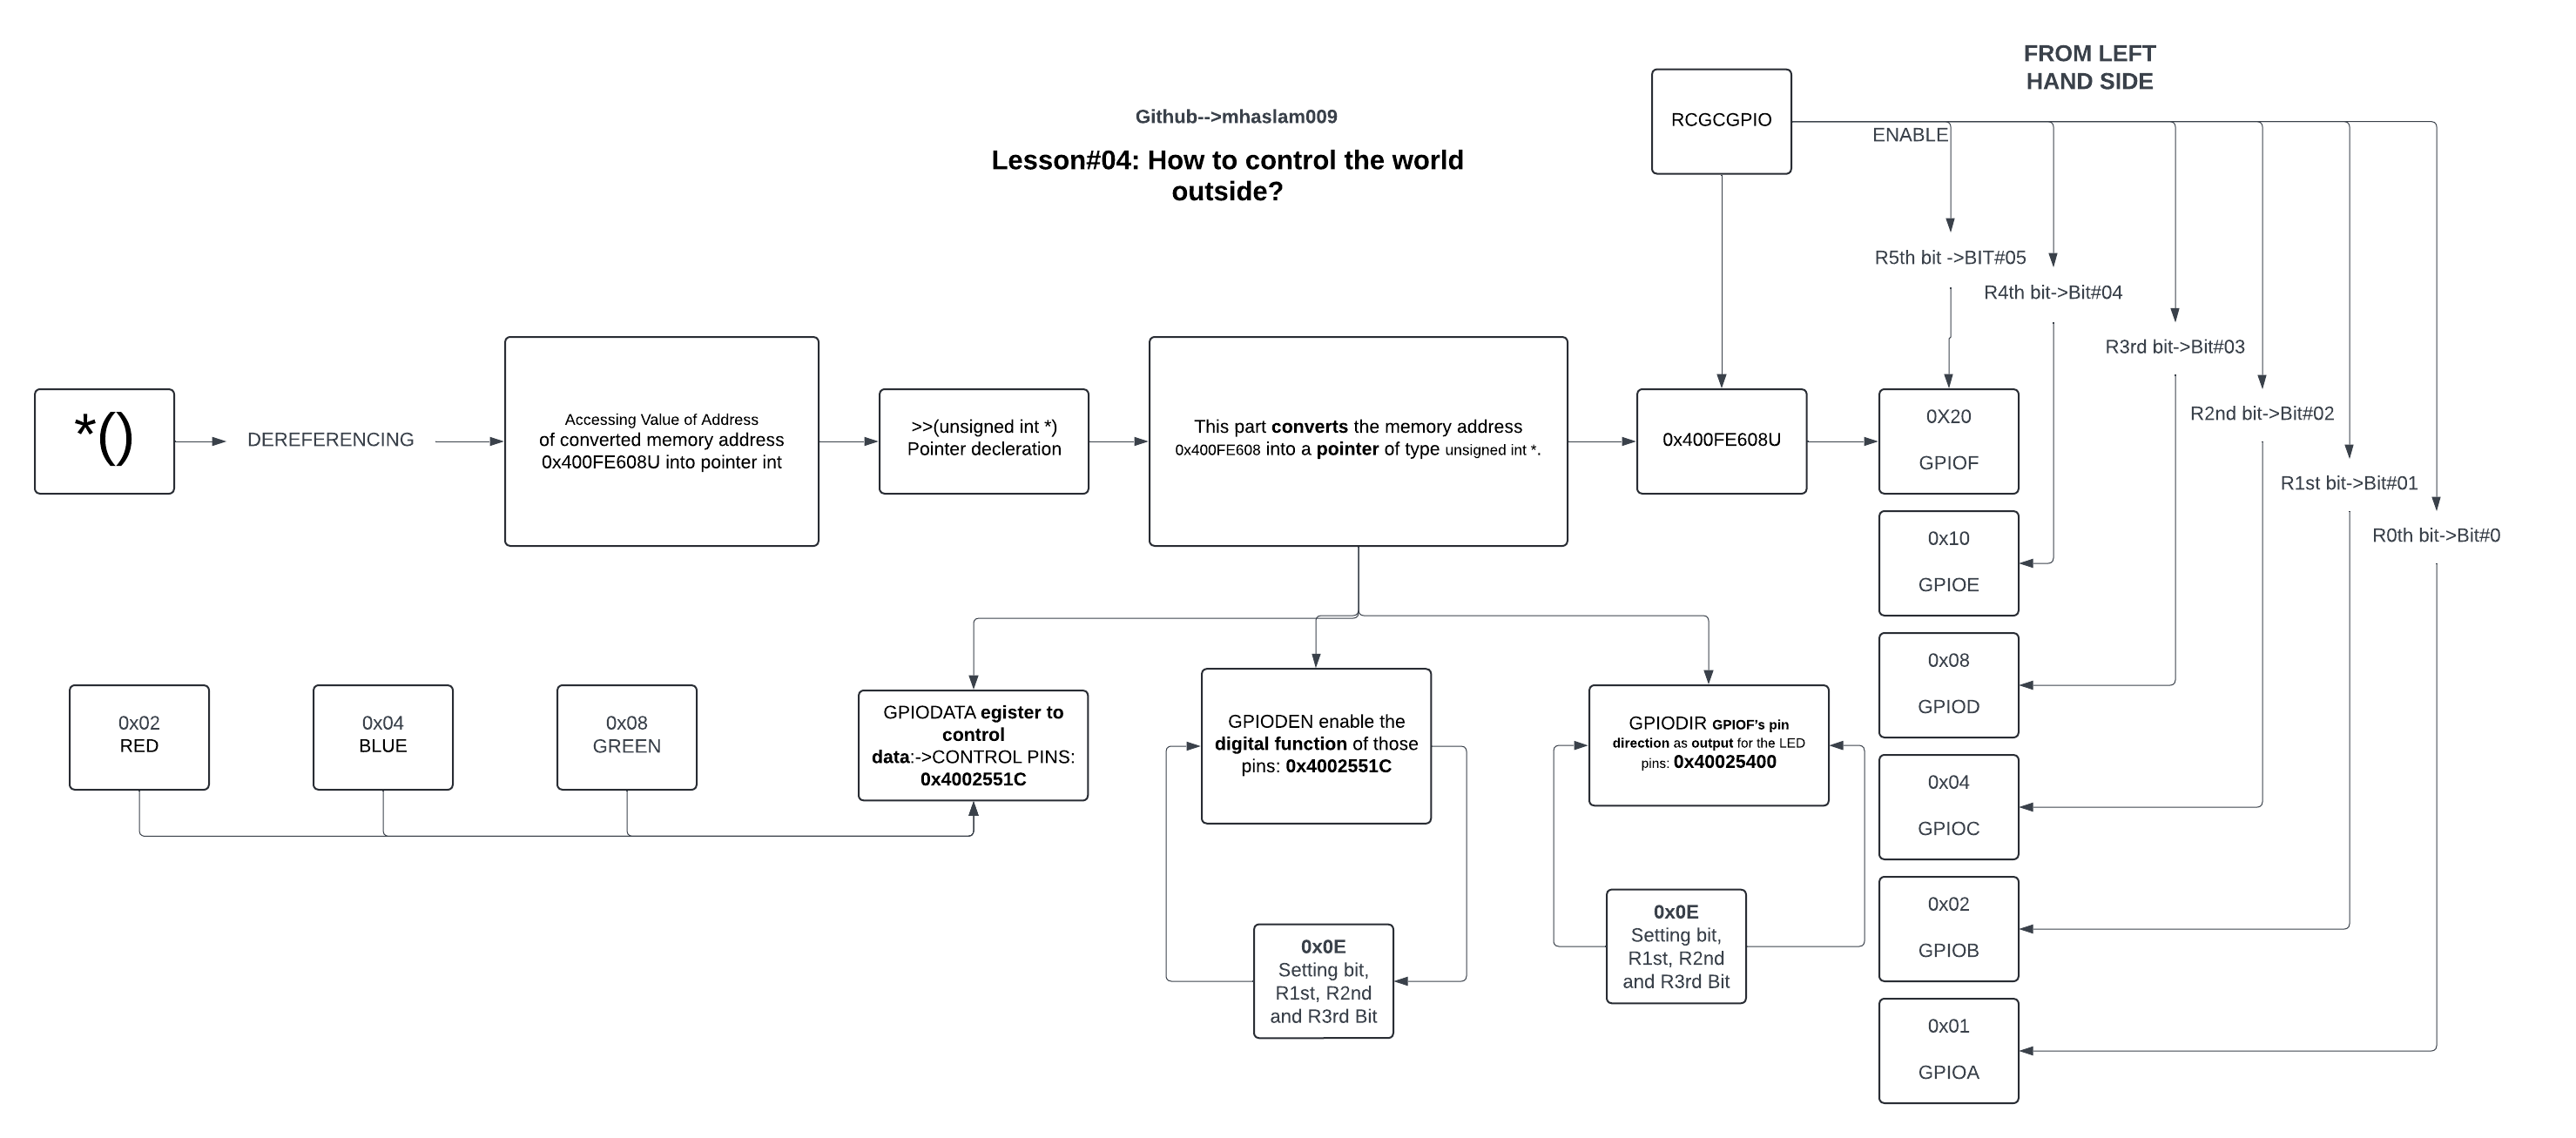 FROM LEFT
HAND SIDE
Github-->mhaslam009
Lesson#04: How to control the world
outside?
RCGCGPIO
ENABLE
R5th bit ->BIT#05
R4th bit->Bit#04
R3rd bit->Bit#03
R2nd bit->Bit#02
R1st bit->Bit#01
R0th bit->Bit#0
*()
DEREFERENCING
Accessing Value of Address
of converted memory address
0x400FE608U into pointer int
>>(unsigned int *)
Pointer decleration
This part converts the memory address
0x400FE608 into a pointer of type unsigned int *.
0x400FE608U
0X20
GPIOF
0x10
GPIOE
0x08
GPIOD
0x04
GPIOC
0x02
GPIOB
0x01
GPIOA
0x02
RED
0x04
BLUE
0x08
GREEN
GPIODATA egister to
control
data:->CONTROL PINS:
0x4002551C
GPIODEN enable the
digital function of those
pins: 0x4002551C
GPIODIR GPIOF's pin
direction as output for the LED
pins: 0x40025400
0x0E
Setting bit,
R1st, R2nd
and R3rd Bit
0x0E
Setting bit,
R1st, R2nd
and R3rd Bit